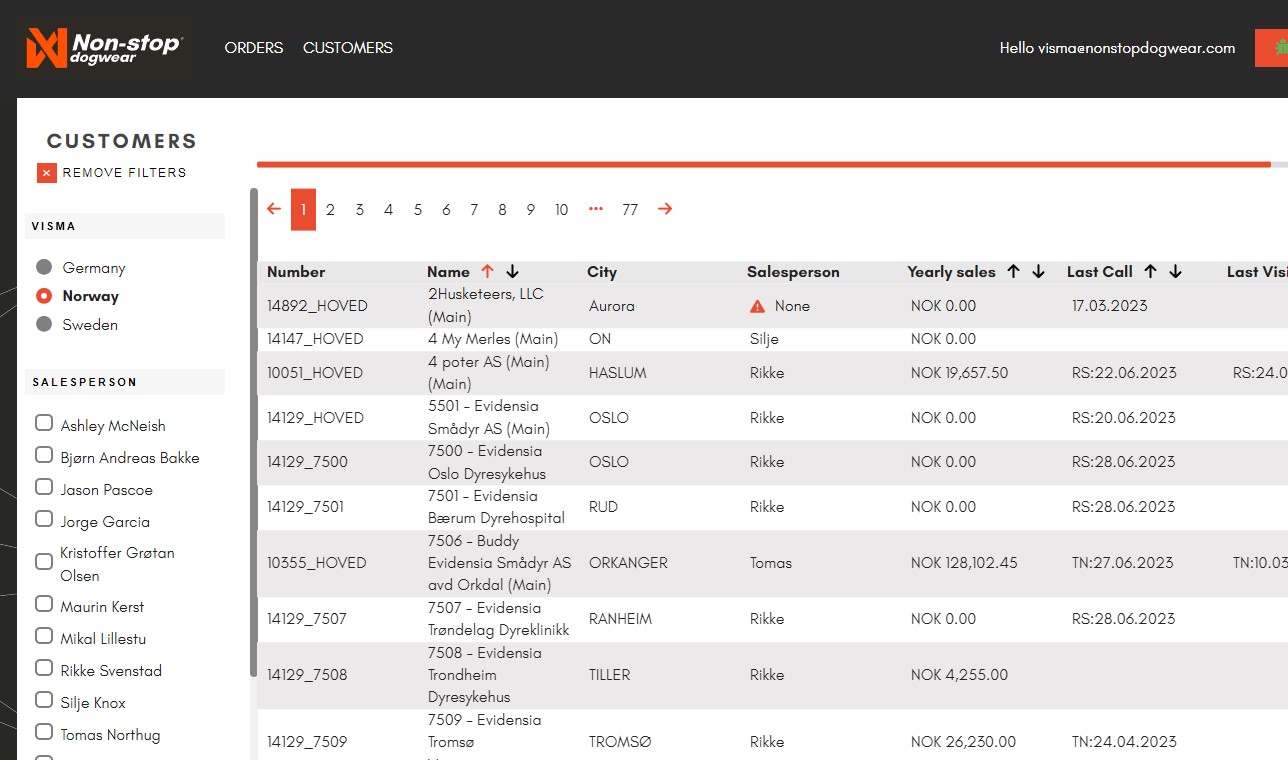 Non-stop
dogwear
ORDERS CUSTOMERS
Hello visma@nonstopdogwear.com
CUSTOMERS
× REMOVE FILTERS
VISMA
Germany
Norway
Sweden
SALESPERSON
Ashley McNeish
Bjørn Andreas Bakke
Jason Pascoe
Jorge Garcia
Kristoffer Grøtan
Olsen
Maurin Kerst
Mikal Lillestu
Rikke Svenstad
Silje Knox
Tomas Northug
← 1 2 3 4 5 6 7 8 9 10 ••• 77 →
Number Name ↑ ↓ City Salesperson Yearly sales ↑ ↓ Last Call ↑ ↓ Last Visi
14892_HOVED 2Husketeers, LLC
(Main) Aurora None NOK 0.00 17.03.2023
14147_HOVED 4 My Merles (Main) ON Silje NOK 0.00
10051_HOVED 4 poter AS (Main)
(Main) HASLUM Rikke NOK 19,657.50 RS:22.06.2023 RS:24.0
14129_HOVED 5501 - Evidensia
Smådyr AS (Main) OSLO Rikke NOK 0.00 RS:20.06.2023
14129_7500 7500 - Evidensia
Oslo Dyresykehus OSLO Rikke NOK 0.00 RS:28.06.2023
14129_7501 7501 - Evidensia
Bærum Dyrehospital RUD Rikke NOK 0.00 RS:28.06.2023
10355_HOVED 7506 - Buddy
Evidensia Smådyr AS
avd Orkdal (Main) ORKANGER Tomas NOK 128,102.45 TN:27.06.2023 TN:10.03
14129_7507 7507 - Evidensia
Trøndelag Dyreklinikk RANHEIM Rikke NOK 0.00 RS:28.06.2023
14129_7508 7508 - Evidensia
Trondheim
Dyresykehus TILLER Rikke NOK 4,255.00
14129_7509 7509 - Evidensia
Tromsø TROMSØ Rikke NOK 26,230.00 TN:24.04.2023